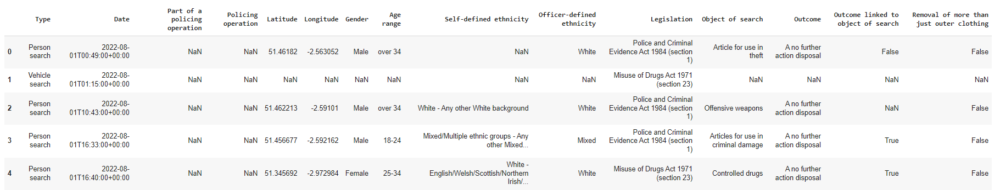 Type Date Part of a policing operation Policing operation Latitude Longitude Gender Age range Self-defined ethnicity Officer-defined ethnicity Legislation Object of search Outcome Outcome linked to object of search Removal of more than just outer clothing
0 Person search 2022-08-01T00:49:00+00:00 NaN NaN 51.46182 -2.563052 Male over 34 NaN White Police and Criminal Evidence Act 1984 (section 1) Article for use in theft A no further action disposal False False
1 Vehicle search 2022-08-01T01:15:00+00:00 NaN NaN NaN NaN NaN NaN NaN NaN Misuse of Drugs Act 1971 (section 23) NaN NaN NaN NaN
2 Person search 2022-08-01T10:43:00+00:00 NaN NaN 51.462213 -2.59101 Male over 34 White - Any other White background White Police and Criminal Evidence Act 1984 (section 1) Offensive weapons A no further action disposal NaN False
3 Person search 2022-08-01T16:33:00+00:00 NaN NaN 51.456677 -2.592162 Male 18-24 Mixed/Multiple ethnic groups - Any other Mixed... Mixed Police and Criminal Evidence Act 1984 (section 1) Articles for use in criminal damage A no further action disposal True False
4 Person search 2022-08-01T16:40:00+00:00 NaN NaN 51.345692 -2.972984 Female 25-34 White - English/Welsh/Scottish/Northern Irish/... White Misuse of Drugs Act 1971 (section 23) Controlled drugs A no further action disposal True False